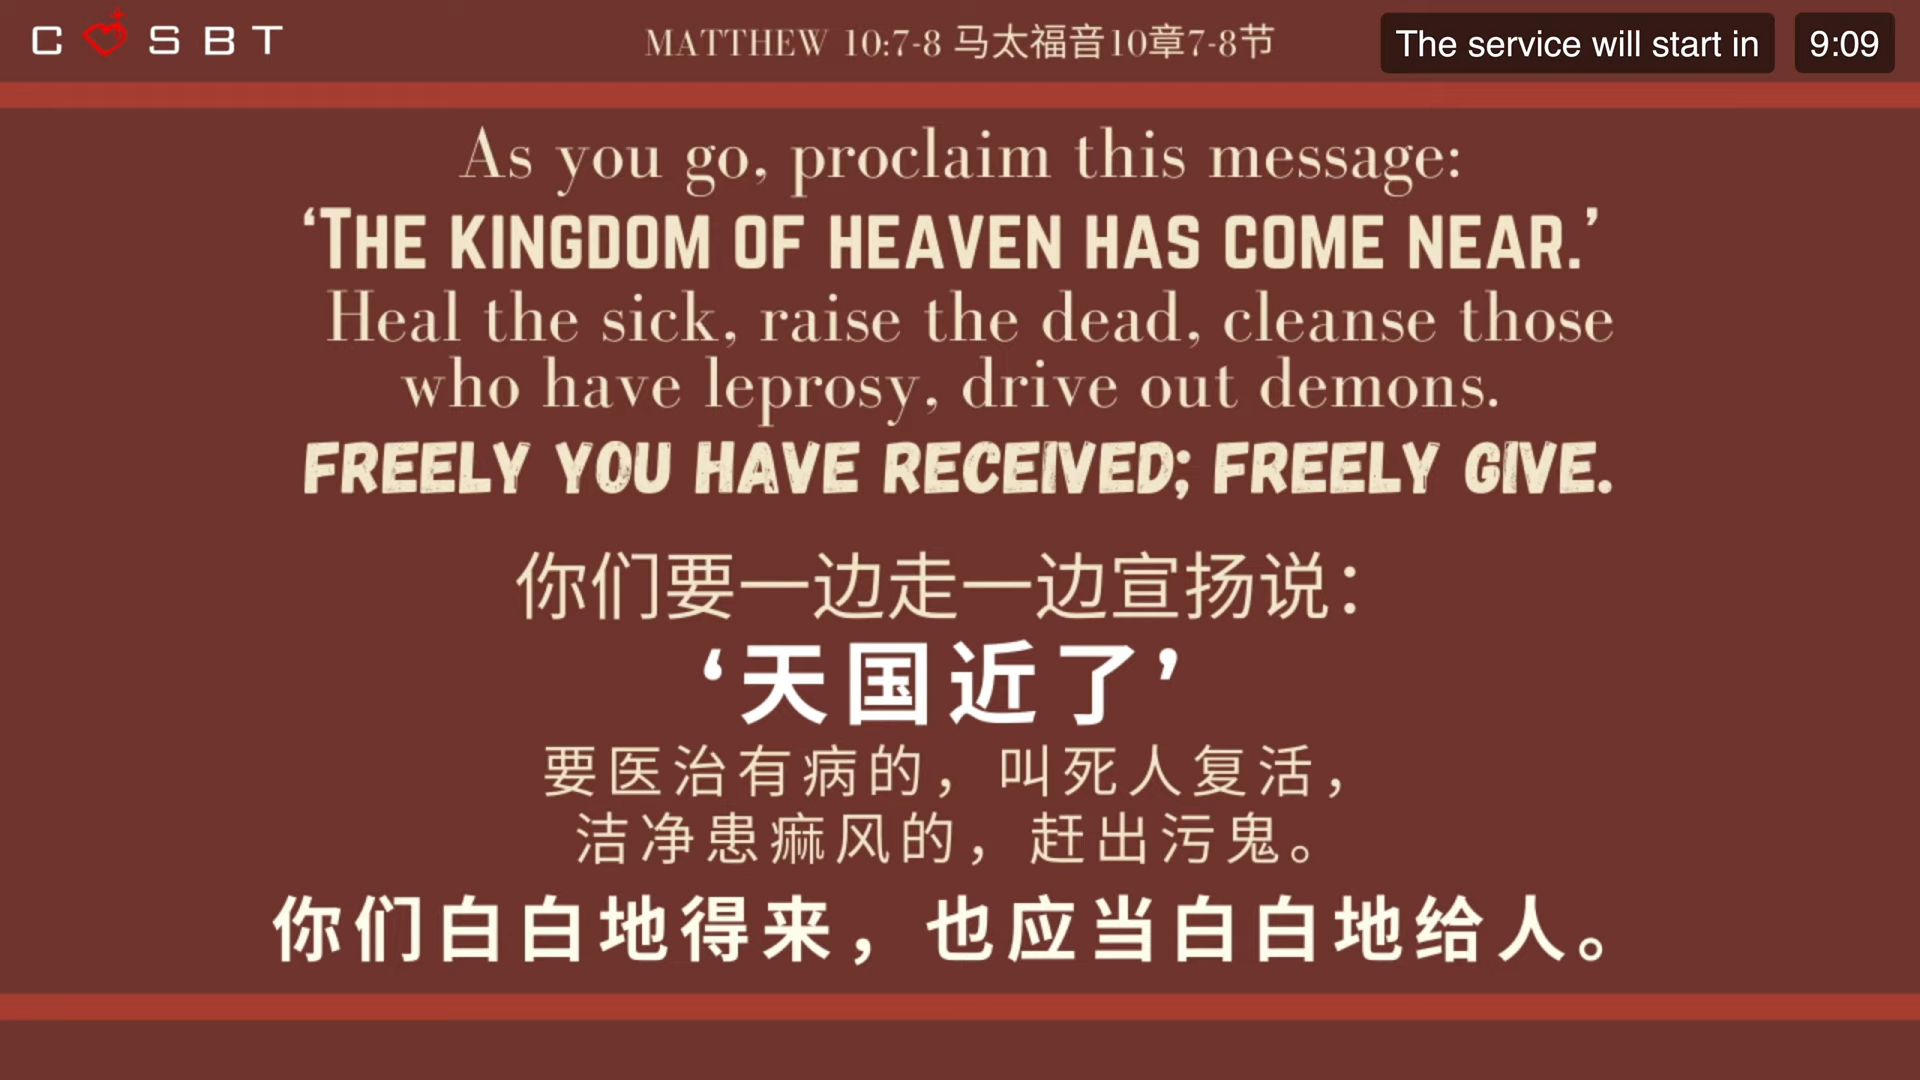 C SBT
MATTHEW 10:7-8 马太福音10章7-8节
The service will start in 9:09
As you go, proclaim this message:
‘THE KINGDOM OF HEAVEN HAS COME NEAR.’
Heal the sick, raise the dead, cleanse those
who have leprosy, drive out demons.
FREELY YOU HAVE RECEIVED; FREELY GIVE.
你们要一边走一边宣扬说：
‘天国近了’
要医治有病的，叫死人复活，
洁净患痲风的，赶出污鬼。
你们白白地得来，也应当白白地给人。